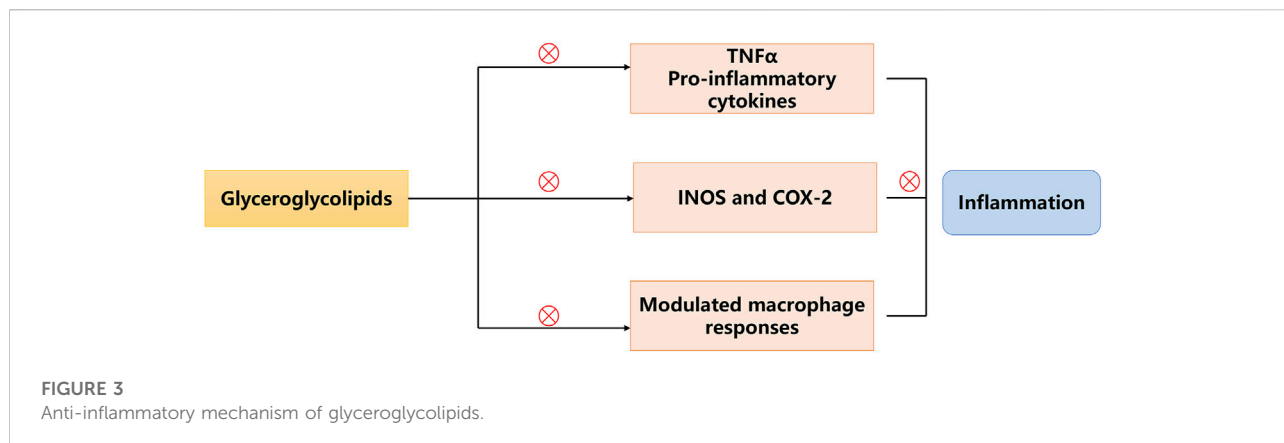 TNFα
Pro-inflammatory
cytokines
Glyceroglycolipids
INOS and COX-2
Inflammation
Modulated macrophage
responses
FIGURE 3
Anti-inflammatory mechanism of glyceroglycolipids.